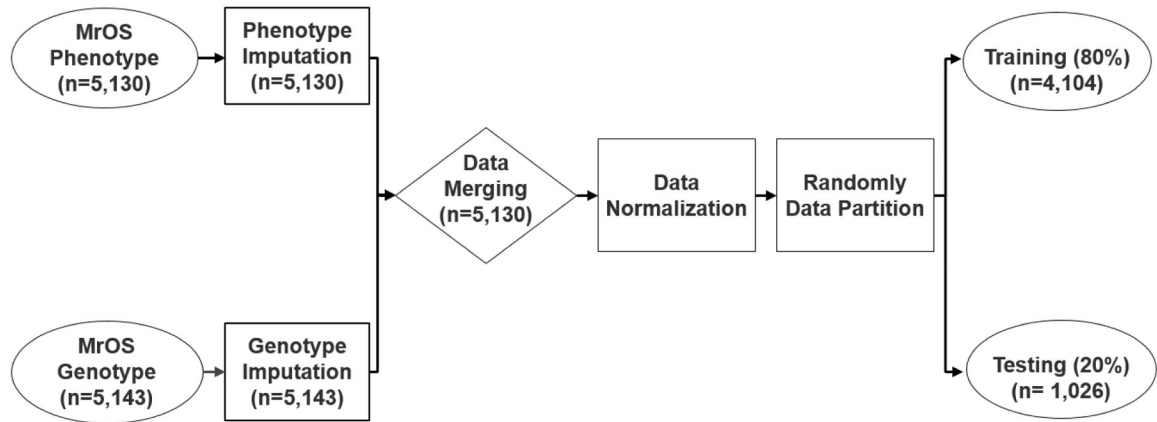 MrOS
Phenotype
(n=5,130)
Phenotype
Imputation
(n=5,130)
MrOS
Genotype
(n=5,143)
Genotype
Imputation
(n=5,143)
Data
Merging
(n=5,130)
Data
Normalization
Randomly
Data Partition
Training (80%)
(n=4,104)
Testing (20%)
(n= 1,026)